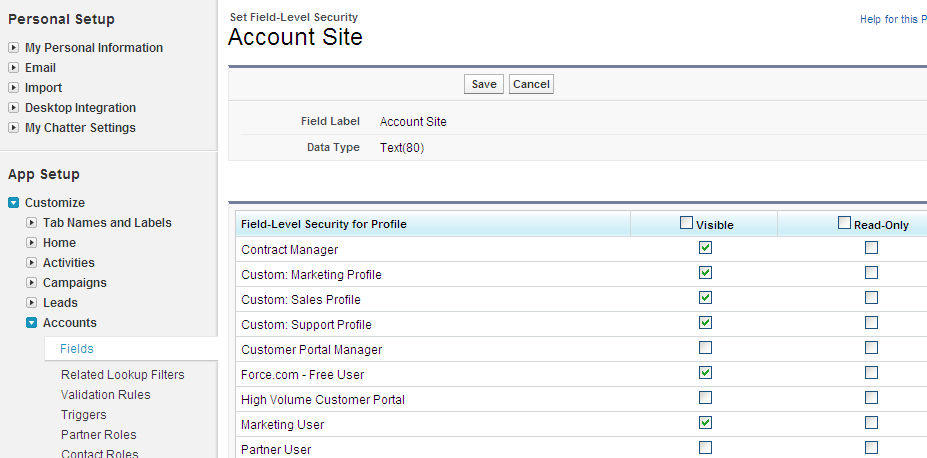 Personal Setup
My Personal Information
Email
Import
Desktop Integration
My Chatter Settings
App Setup
Customize
Tab Names and Labels
Home
Activities
Campaigns
Leads
Accounts
Fields
Related Lookup Filters
Validation Rules
Triggers
Partner Roles
Contact Roles
Set Field-Level Security
Account Site
Help for this P
Save Cancel
Field Label Account Site
Data Type Text(80)
Field-Level Security for Profile Visible Read-Only
Contract Manager
Custom: Marketing Profile
Custom: Sales Profile
Custom: Support Profile
Customer Portal Manager
Force.com - Free User
High Volume Customer Portal
Marketing User
Partner User